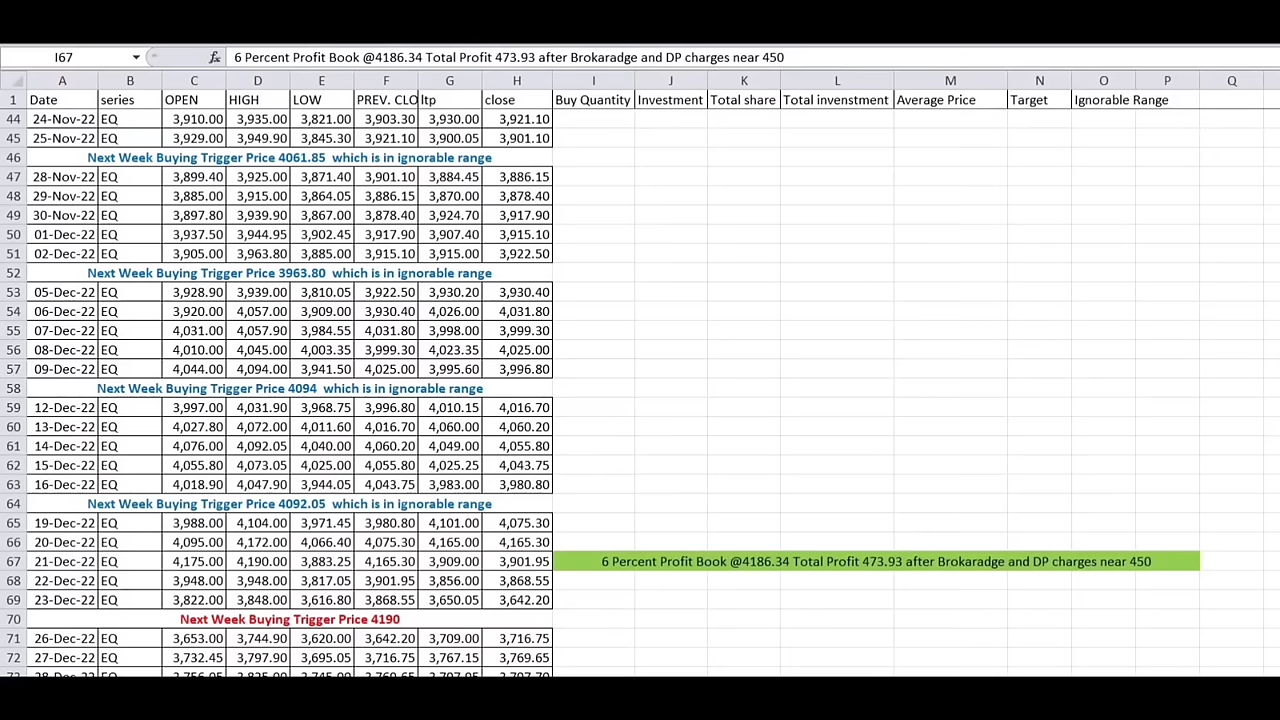 I67 fx 6 Percent Profit Book @4186.34 Total Profit 473.93 after Brokaradge and DP charges near 450
A B C D E F G H I J K L M N O P Q
1 Date series OPEN HIGH LOW PREV. CLO ltp close Buy Quantity Investment Total share Total invenstment Average Price Target Ignorable Range
44 24-Nov-22 EQ 3,910.00 3,935.00 3,821.00 3,903.30 3,930.00 3,921.10
45 25-Nov-22 EQ 3,929.00 3,949.90 3,845.30 3,921.10 3,900.05 3,901.10
46 Next Week Buying Trigger Price 4061.85 which is in ignorable range
47 28-Nov-22 EQ 3,899.40 3,925.00 3,871.40 3,901.10 3,884.45 3,886.15
48 29-Nov-22 EQ 3,885.00 3,915.00 3,864.05 3,886.15 3,870.00 3,878.40
49 30-Nov-22 EQ 3,897.80 3,939.90 3,867.00 3,878.40 3,924.70 3,917.90
50 01-Dec-22 EQ 3,937.50 3,944.95 3,902.45 3,917.90 3,907.40 3,915.10
51 02-Dec-22 EQ 3,905.00 3,963.80 3,885.00 3,915.10 3,915.00 3,922.50
52 Next Week Buying Trigger Price 3963.80 which is in ignorable range
53 05-Dec-22 EQ 3,928.90 3,939.00 3,810.05 3,922.50 3,930.20 3,930.40
54 06-Dec-22 EQ 3,920.00 4,057.00 3,909.00 3,930.40 4,026.00 4,031.80
55 07-Dec-22 EQ 4,031.00 4,057.90 3,984.55 4,031.80 3,998.00 3,999.30
56 08-Dec-22 EQ 4,010.00 4,045.00 4,003.35 3,999.30 4,023.35 4,025.00
57 09-Dec-22 EQ 4,044.00 4,094.00 3,941.50 4,025.00 3,995.60 3,996.80
58 Next Week Buying Trigger Price 4094 which is in ignorable range
59 12-Dec-22 EQ 3,997.00 4,031.90 3,968.75 3,996.80 4,010.15 4,016.70
60 13-Dec-22 EQ 4,027.80 4,072.00 4,011.60 4,016.70 4,060.00 4,060.20
61 14-Dec-22 EQ 4,076.00 4,092.05 4,040.00 4,060.20 4,049.00 4,055.80
62 15-Dec-22 EQ 4,055.80 4,073.05 4,025.00 4,055.80 4,025.25 4,043.75
63 16-Dec-22 EQ 4,018.90 4,047.90 3,944.05 4,043.75 3,983.00 3,980.80
64 Next Week Buying Trigger Price 4092.05 which is in ignorable range
65 19-Dec-22 EQ 3,988.00 4,104.00 3,971.45 3,980.80 4,101.00 4,075.30
66 20-Dec-22 EQ 4,095.00 4,172.00 4,066.40 4,075.30 4,165.00 4,165.30
67 21-Dec-22 EQ 4,175.00 4,190.00 3,883.25 4,165.30 3,909.00 3,901.95 6 Percent Profit Book @4186.34 Total Profit 473.93 after Brokaradge and DP charges near 450
68 22-Dec-22 EQ 3,948.00 3,948.00 3,817.05 3,901.95 3,856.00 3,868.55
69 23-Dec-22 EQ 3,822.00 3,848.00 3,616.80 3,868.55 3,650.05 3,642.20
70 Next Week Buying Trigger Price 4190
71 26-Dec-22 EQ 3,653.00 3,744.90 3,620.00 3,642.20 3,709.00 3,716.75
72 27-Dec-22 EQ 3,732.45 3,797.90 3,695.05 3,716.75 3,767.15 3,769.65